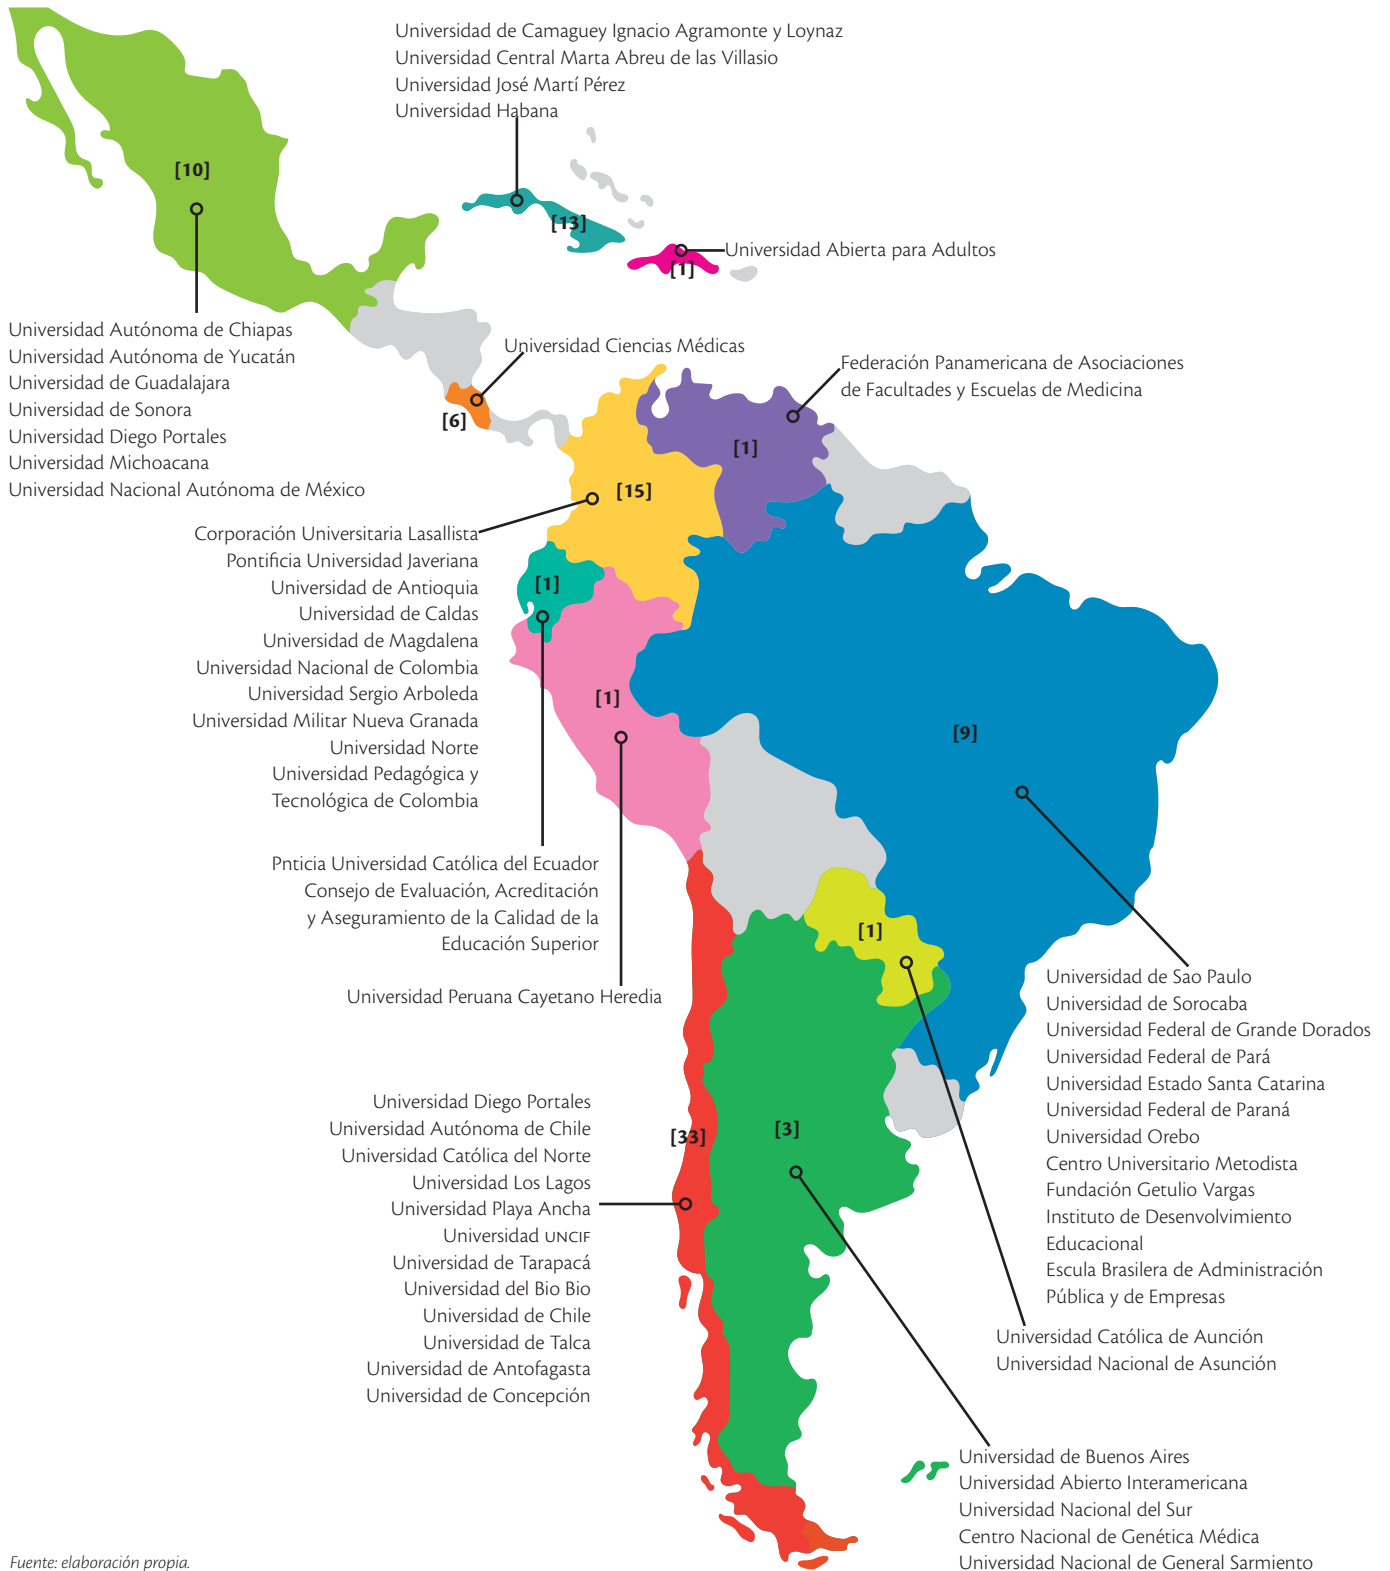 Universidad de Camaguey Ignacio Agramonte y Loynaz
Universidad Central Marta Abreu de las Villasio
Universidad José Martí Pérez
Universidad Habana
[10]
[13]
Universidad Abierta para Adultos
[1]
Universidad Autónoma de Chiapas
Universidad Autónoma de Yucatán
Universidad de Guadalajara
Universidad de Sonora
Universidad Diego Portales
Universidad Michoacana
Universidad Nacional Autónoma de México
Universidad Ciencias Médicas
[6]
Federación Panamericana de Asociaciones
de Facultades y Escuelas de Medicina
[1]
[15]
Corporación Universitaria Lasallista
Pontificia Universidad Javeriana
Universidad de Antioquia
Universidad de Caldas
Universidad de Magdalena
Universidad Nacional de Colombia
Universidad Sergio Arboleda
Universidad Militar Nueva Granada
Universidad Norte
Universidad Pedagógica y
Tecnológica de Colombia
[1]
[1]
[9]
Pnticia Universidad Católica del Ecuador
Consejo de Evaluación, Acreditación
y Aseguramiento de la Calidad de la
Educación Superior
[1]
Universidad Peruana Cayetano Heredia
Universidad de Sao Paulo
Universidad de Sorocaba
Universidad Federal de Grande Dorados
Universidad Federal de Pará
Universidad Estado Santa Catarina
Universidad Federal de Paraná
Universidad Orebo
Centro Universitario Metodista
Fundación Getulio Vargas
Instituto de Desenvolvimiento
Educacional
Escula Brasilera de Administración
Pública y de Empresas
Universidad Diego Portales
Universidad Autónoma de Chile
Universidad Católica del Norte
Universidad Los Lagos
Universidad Playa Ancha
Universidad UNCIF
Universidad de Tarapacá
Universidad del Bio Bio
Universidad de Chile
Universidad de Talca
Universidad de Antofagasta
Universidad de Concepción
[33]
[3]
Universidad Católica de Aunción
Universidad Nacional de Asunción
Universidad de Buenos Aires
Universidad Abierto Interamericana
Universidad Nacional del Sur
Centro Nacional de Genética Médica
Universidad Nacional de General Sarmiento
Fuente: elaboración propia.